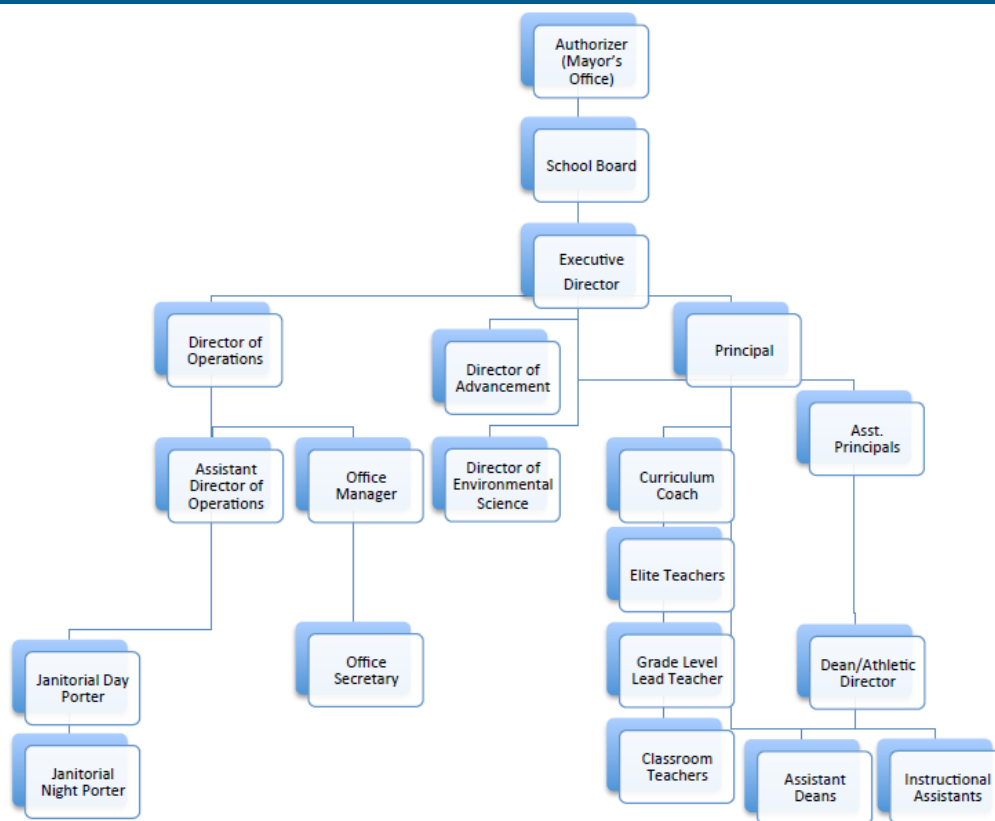 Authorizer
(Mayor's
Office)
School Board
Executive
Director
Director of
Operations
Director of
Advancement
Principal
Asst.
Principals
Assistant
Director of
Operations
Office
Manager
Director of
Environmental
Science
Curriculum
Coach
Elite Teachers
Janitorial Day
Porter
Office
Secretary
Grade Level
Lead Teacher
Dean/Athletic
Director
Janitorial
Night Porter
Classroom
Teachers
Assistant
Deans
Instructional
Assistants